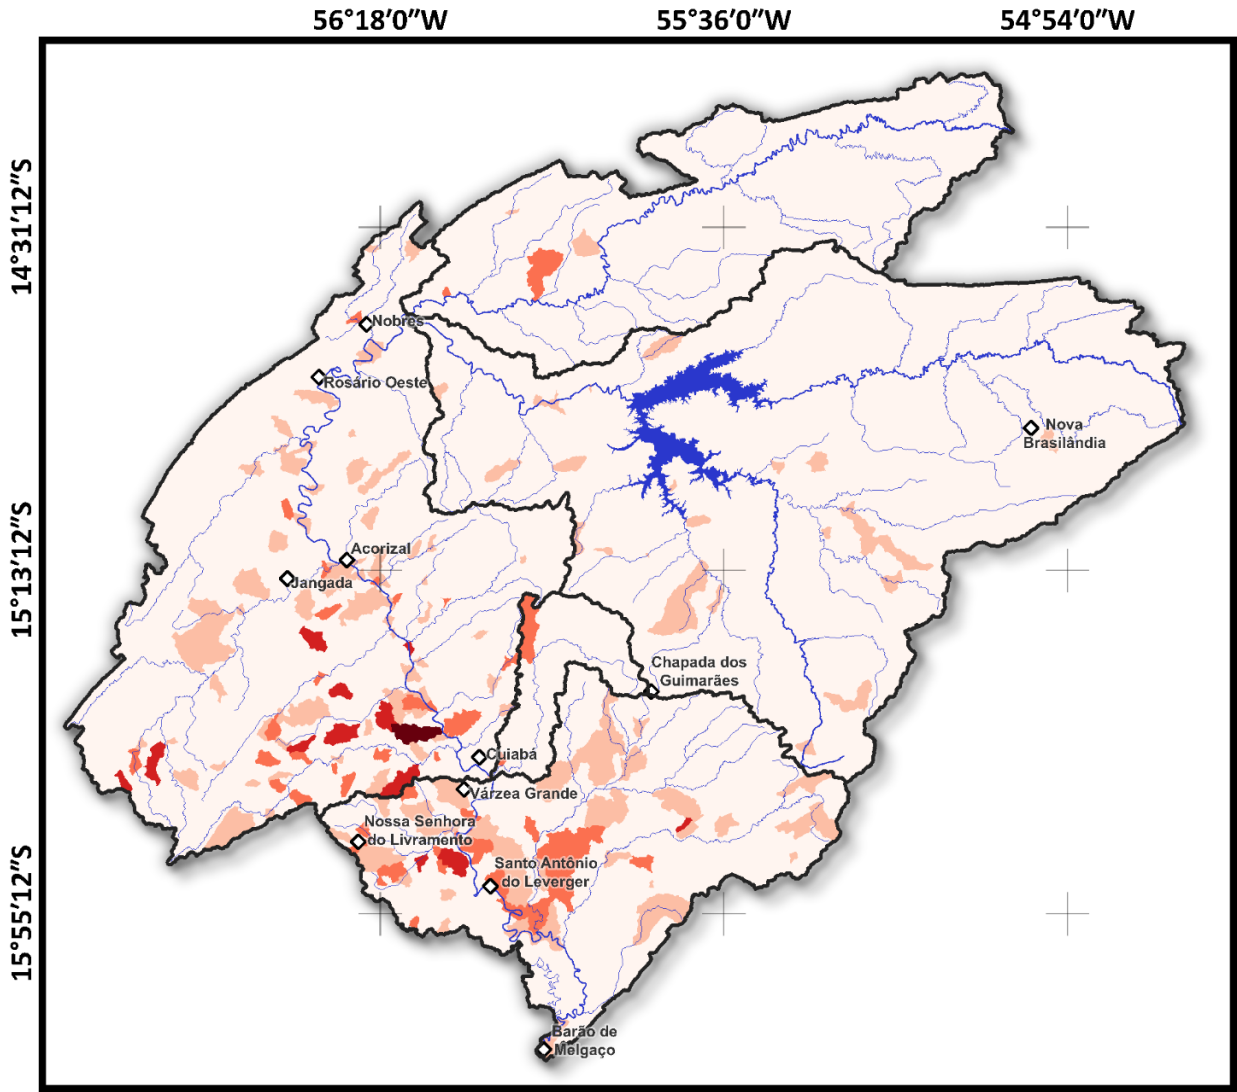 56°18′0″W
55°36′0″W
54°54′0″W
14°31′12″S
15°13′12″S
15°55′12″S
Nobres
Rosário Oeste
Nova
Brasilândia
Acorizal
Jangada
Chapada dos
Guimarães
Cuiabá
Várzea Grande
Nossa Senhora
do Livramento
Santo Antônio
do Leverger
Barão de
Melgaço